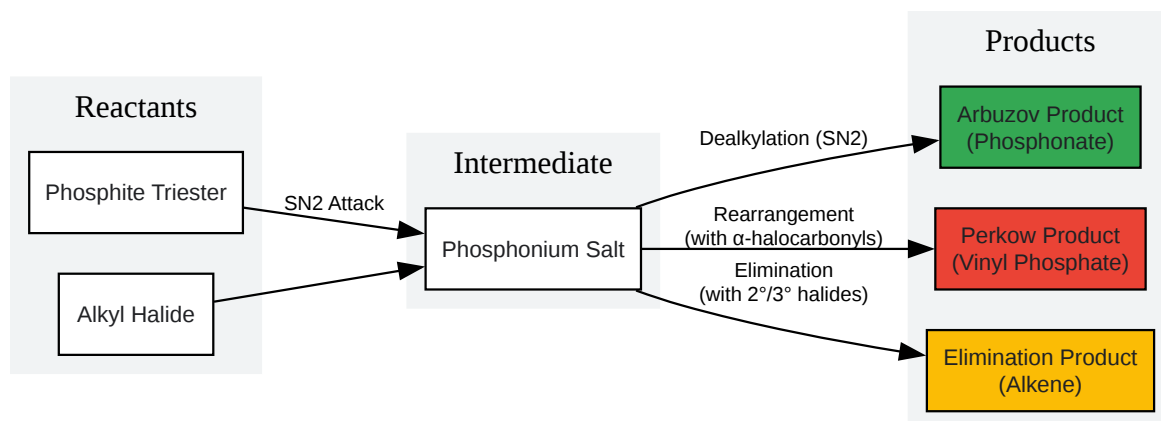 Reactants
Phosphite Triester
Alkyl Halide
SN2 Attack
Intermediate
Phosphonium Salt
Dealkylation (SN2)
Rearrangement
(with α-halocarbonyls)
Elimination
(with 2°/3° halides)
Products
Arbuzov Product
(Phosphonate)
Perkow Product
(Vinyl Phosphate)
Elimination Product
(Alkene)